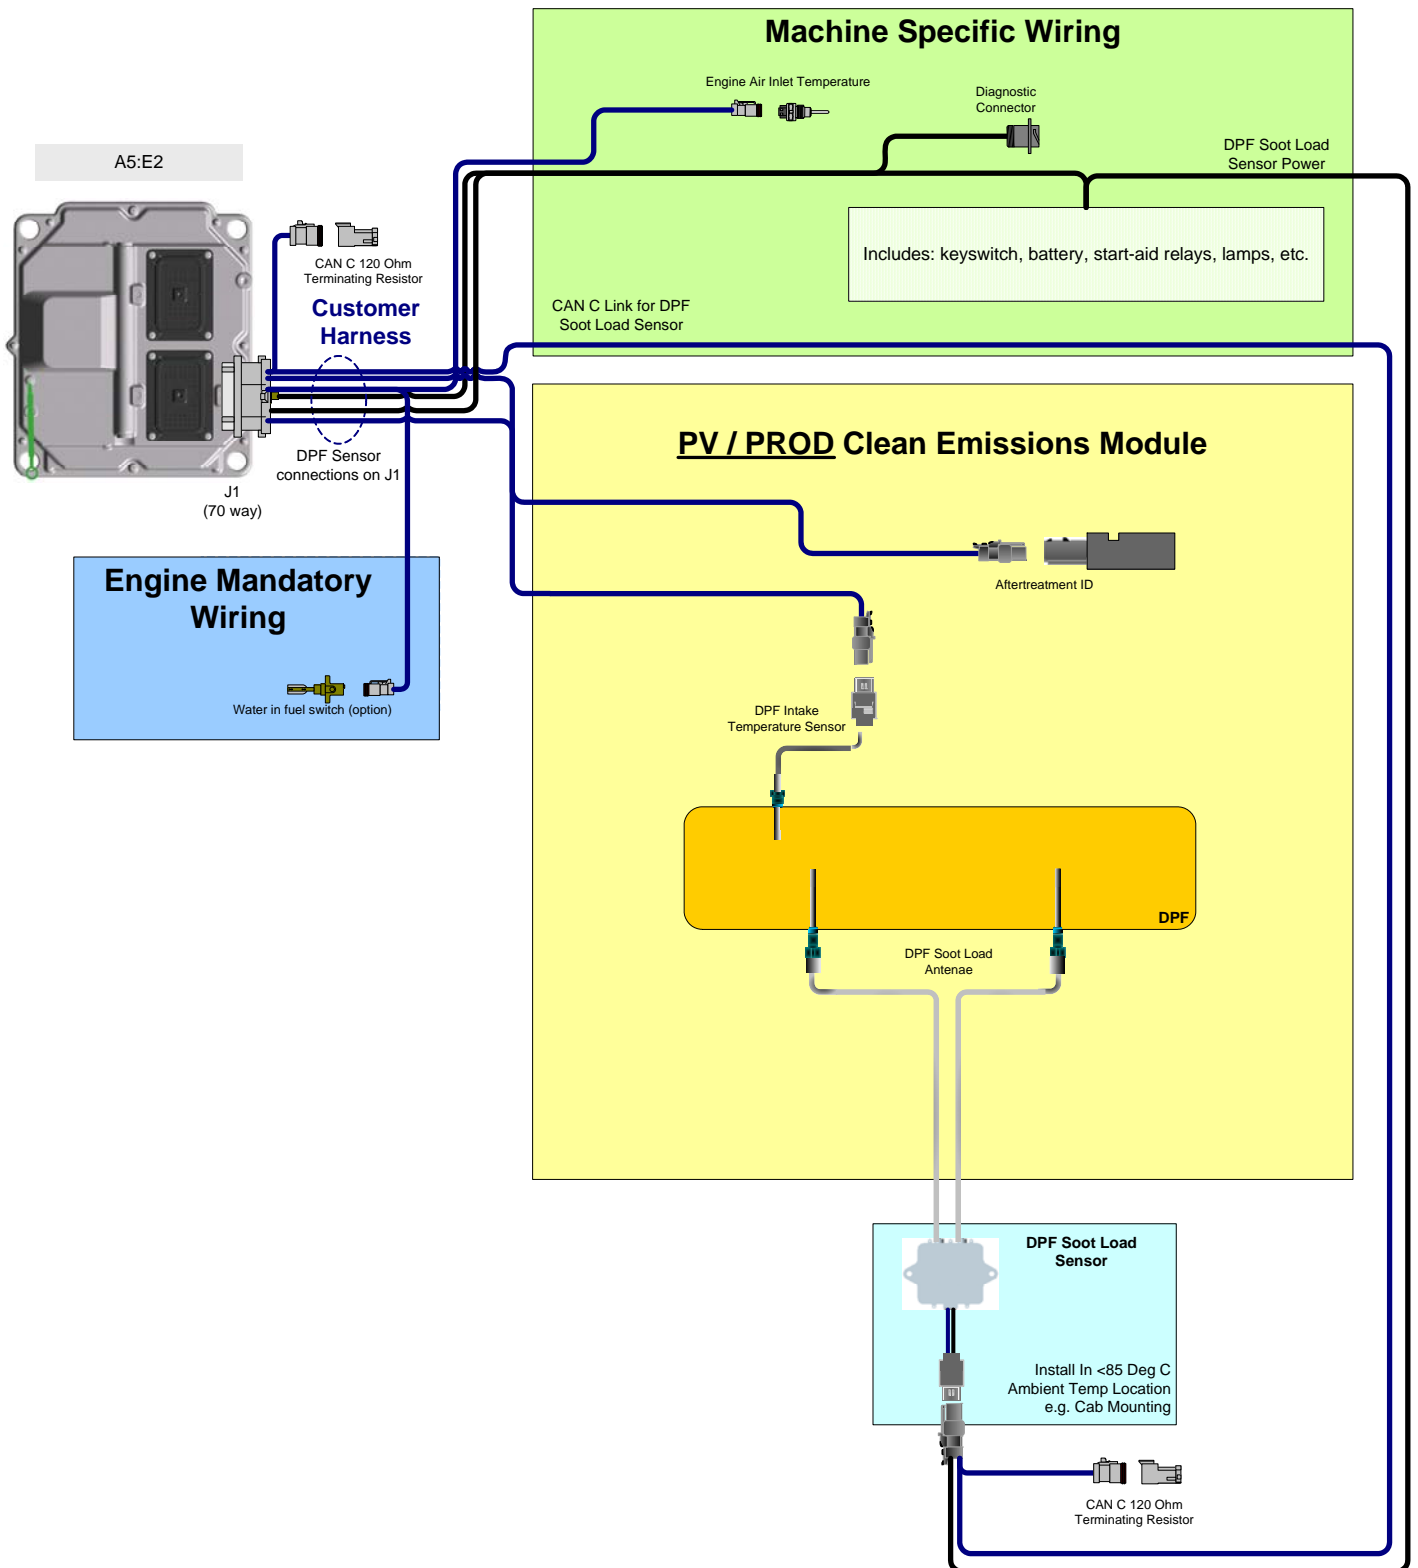 Machine Specific Wiring
Engine Air Inlet Temperature
Diagnostic
Connector
DPF Soot Load
Sensor Power
A5:E2
CAN C 120 Ohm
Terminating Resistor
Includes: keyswitch, battery, start-aid relays, lamps, etc.
Customer
Harness
CAN C Link for DPF
Soot Load Sensor
DPF Sensor
connections on J1
J1
(70 way)
PV / PROD Clean Emissions Module
Engine Mandatory
Wiring
Water in fuel switch (option)
Aftertreatment ID
DPF Intake
Temperature Sensor
DPF
DPF Soot Load
Antenae
DPF Soot Load
Sensor
Install In <85 Deg C
Ambient Temp Location
e.g. Cab Mounting
CAN C 120 Ohm
Terminating Resistor